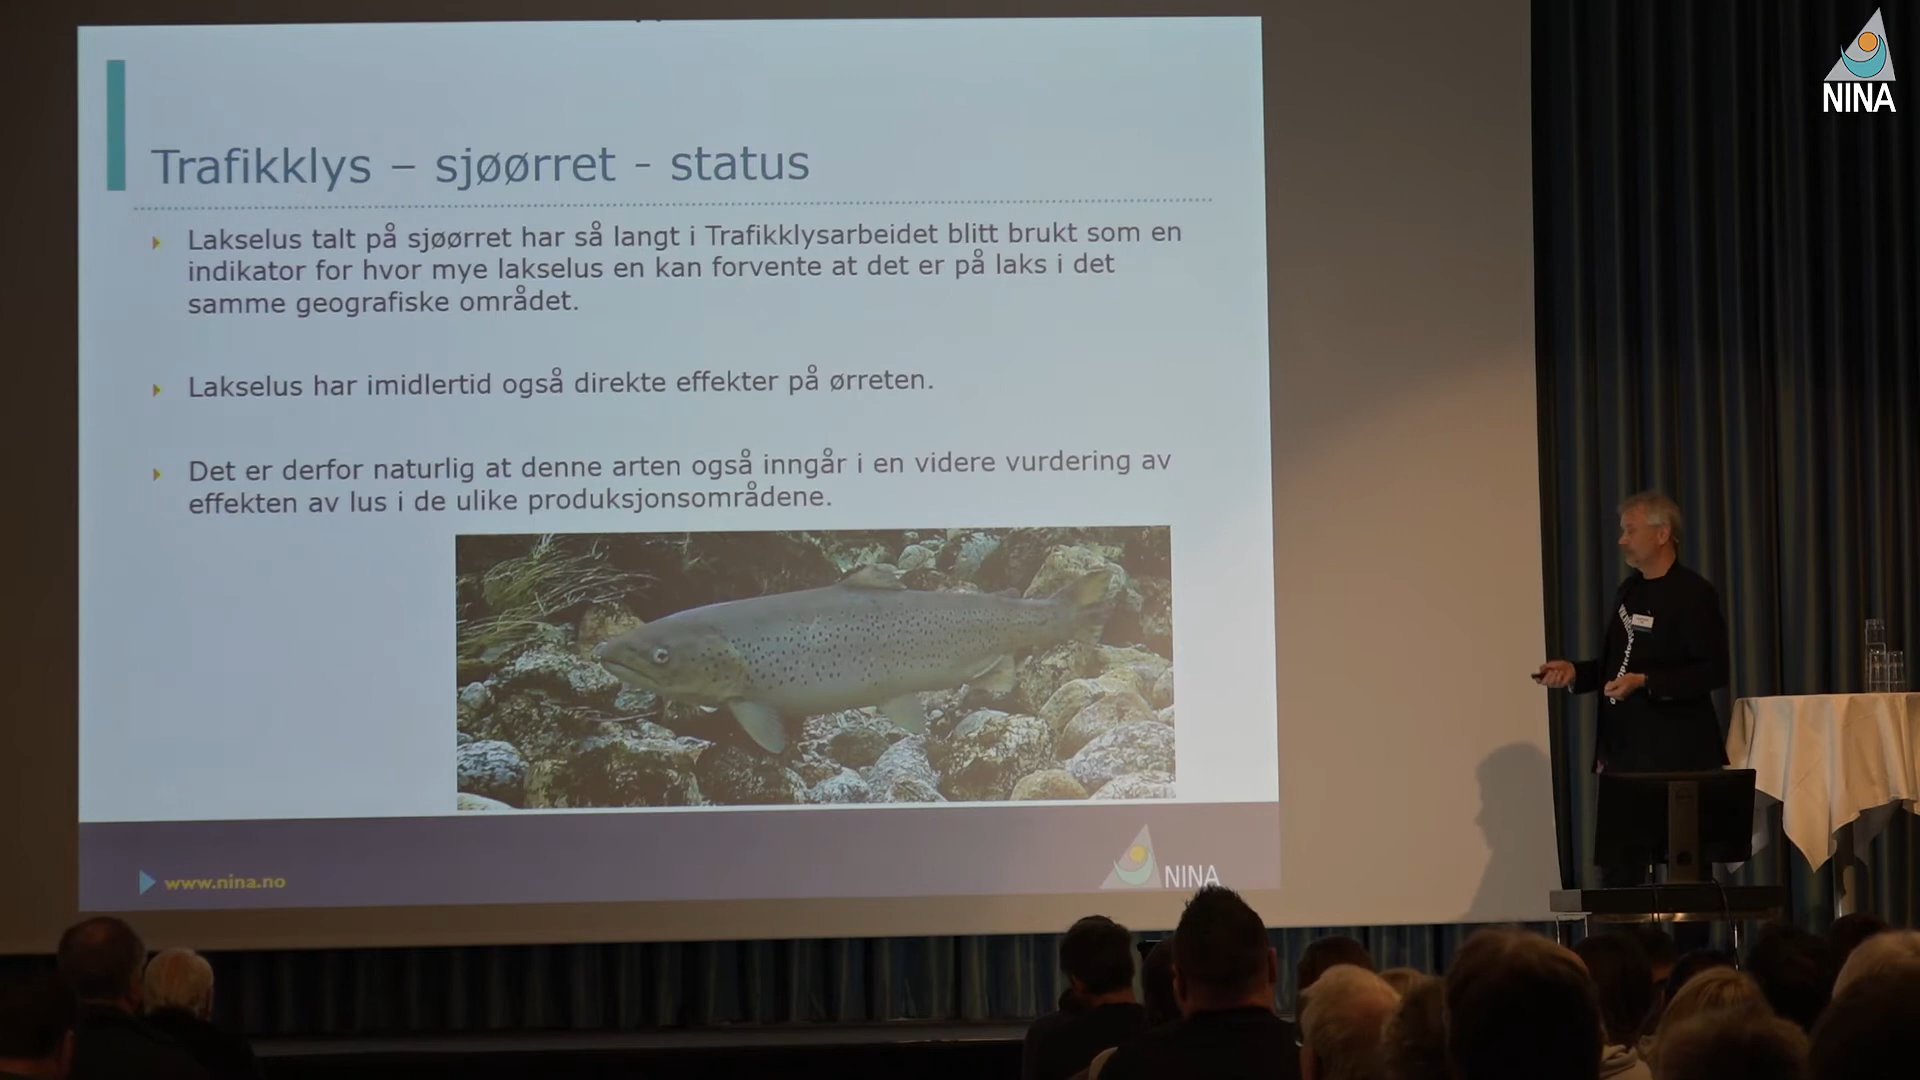 NINA
Trafikklys – sjøørret - status
Lakselus talt på sjøørret har så langt i Trafikklysarbeidet blitt brukt som en
indikator for hvor mye lakselus en kan forvente at det er på laks i det
samme geografiske området.
Lakselus har imidlertid også direkte effekter på ørreten.
Det er derfor naturlig at denne arten også inngår i en videre vurdering av
effekten av lus i de ulike produksjonsområdene.
www.nina.no
NINA